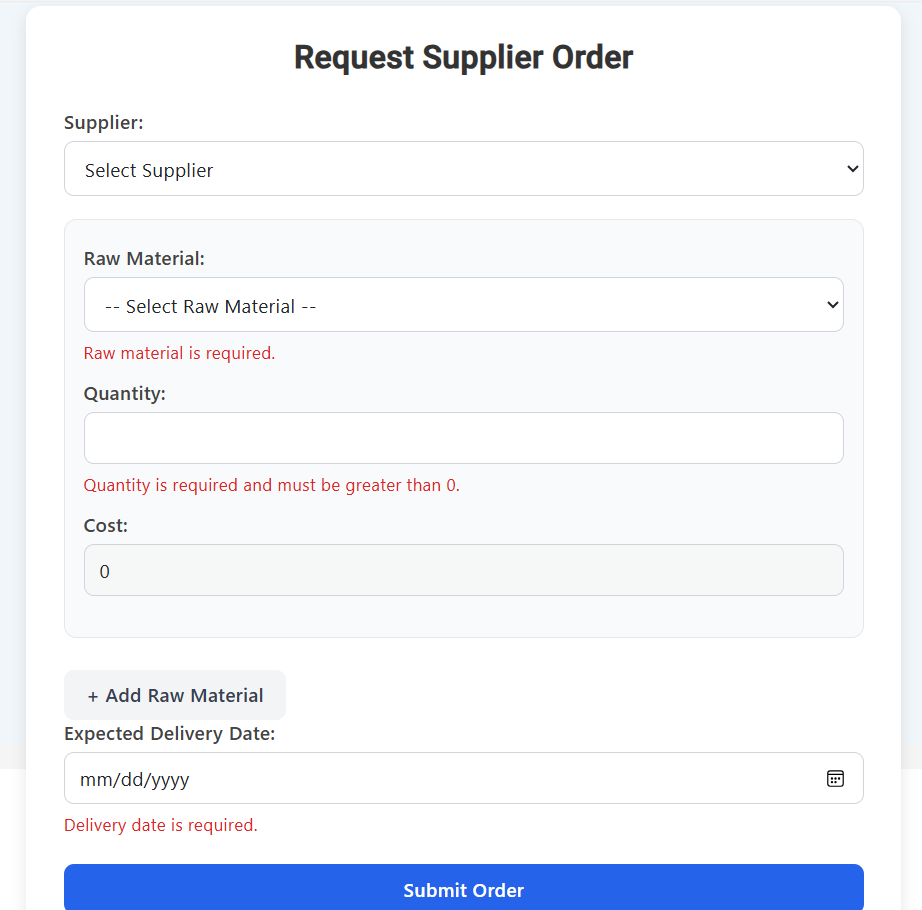 Request Supplier Order
Supplier:
Select Supplier
Raw Material:
-- Select Raw Material --
Raw material is required.
Quantity:
Quantity is required and must be greater than 0.
Cost:
0
+ Add Raw Material
Expected Delivery Date:
mm/dd/yyyy
Delivery date is required.
Submit Order